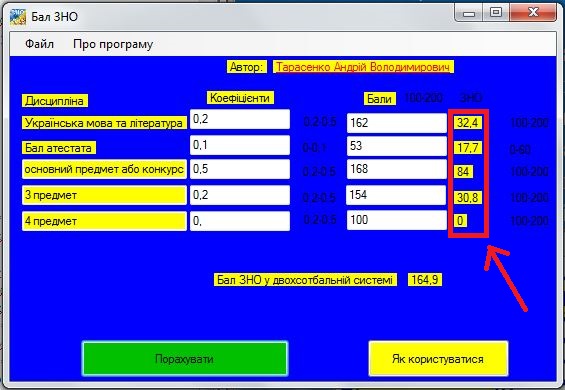 Бал ЗНО
Файл Про програму
Автор: Тарасенко Андрій Володимирович
Дисципліна Коефіцієнти Бали 100-200 ЗНО
Українська мова та література 0,2 0.2-0.5 162 32,4 100-200
Бал атестата 0,1 0-0,1 53 17,7 0-60
основний предмет або конкурс 0,5 0.2-0.5 168 84 100-200
3 предмет 0,2 0.2-0.5 154 30,8 100-200
4 предмет 0, 0.2-0.5 100 0 100-200
Бал ЗНО у двохсотбальній системі 164,9
Порахувати Як користуватися